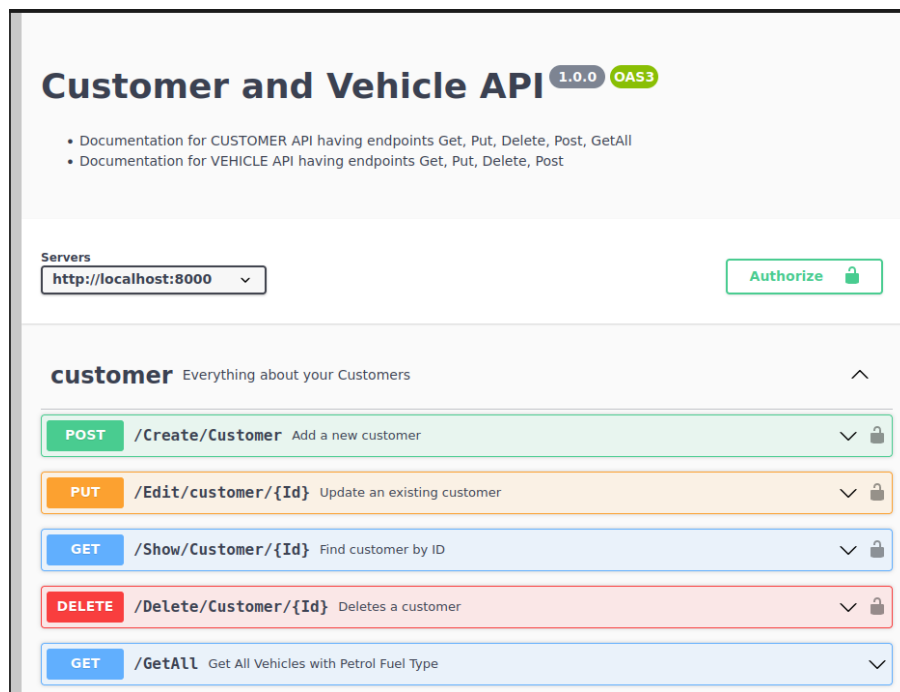 Customer and Vehicle API 1.0.0 OAS3
• Documentation for CUSTOMER API having endpoints Get, Put, Delete, Post, GetAll
• Documentation for VEHICLE API having endpoints Get, Put, Delete, Post
Servers
http://localhost:8000
Authorize
customer Everything about your Customers
POST /Create/Customer Add a new customer
PUT /Edit/customer/{Id} Update an existing customer
GET /Show/Customer/{Id} Find customer by ID
DELETE /Delete/Customer/{Id} Deletes a customer
GET /GetAll Get All Vehicles with Petrol Fuel Type